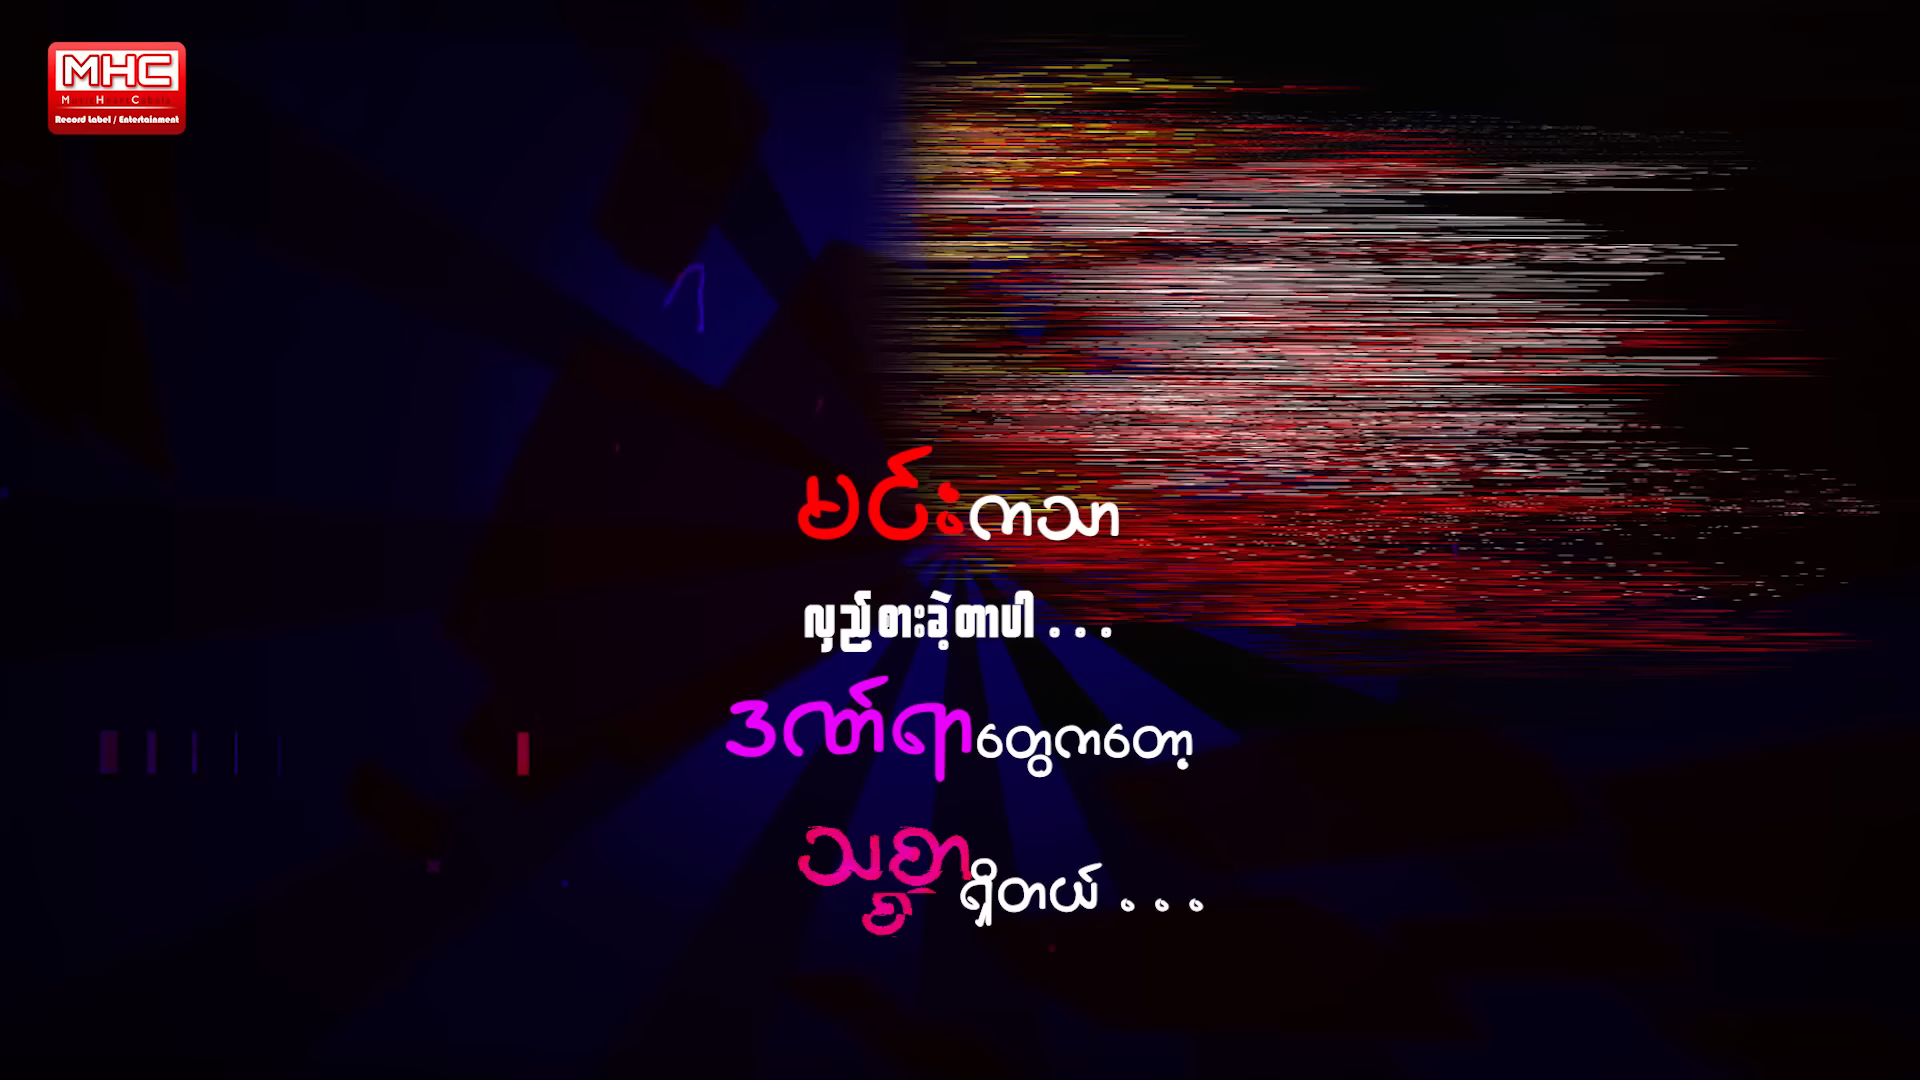 MHC
Record Label / Entertainment
မင်းကသာ
လှည့်စားခဲ့တာပါ . . .
ဒဏ်ရာတွေကတော့
သစ္စာရှိတယ် . . .